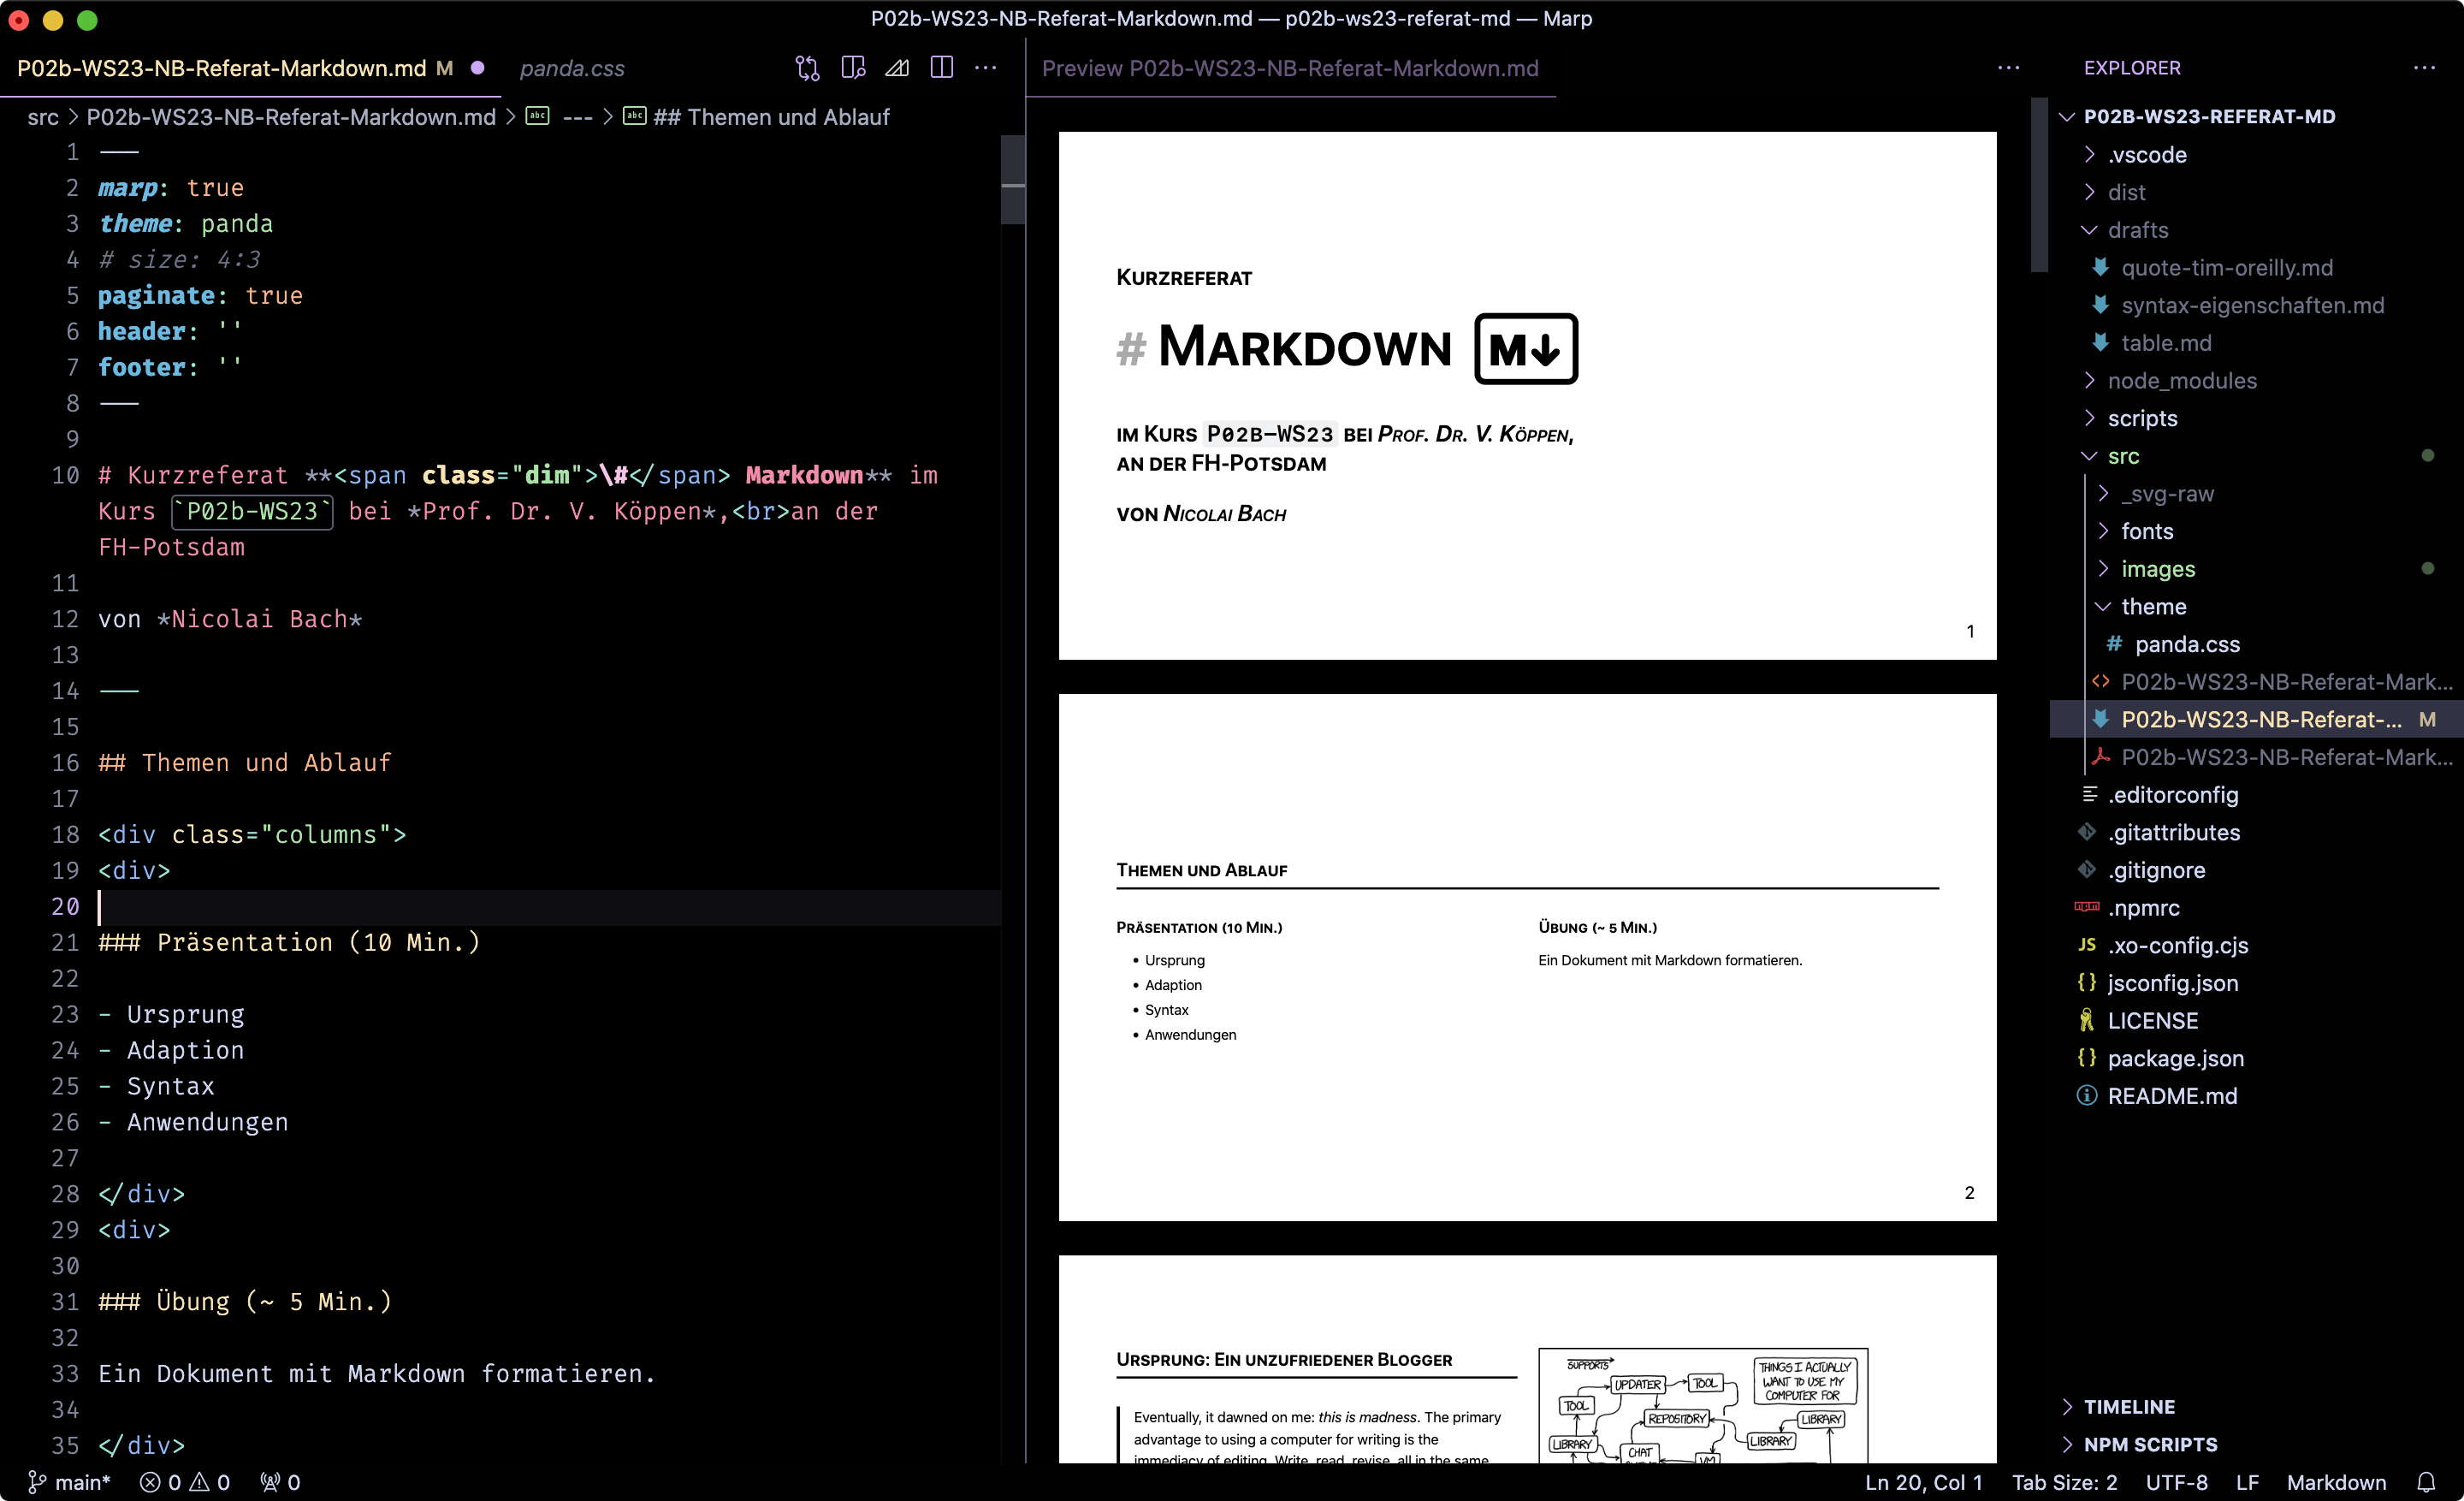 P02b-WS23-NB-Referat-Markdown.md — p02b-ws23-referat-md — Marp
P02b-WS23-NB-Referat-Markdown.md M
panda.css
src > P02b-WS23-NB-Referat-Markdown.md > abc --- > abc ## Themen und Ablauf
1 ---
2 marp: true
3 theme: panda
4 # size: 4:3
5 paginate: true
6 header: ''
7 footer: ''
8 ---
9
10 # Kurzreferat **<span class="dim">\#</span> Markdown** im
Kurs `P02b-WS23` bei *Prof. Dr. V. Köppen*,<br>an der
FH-Potsdam
11
12 von *Nicolai Bach*
13
14 ---
15
16 ## Themen und Ablauf
17
18 <div class="columns">
19 <div>
20
21 ### Präsentation (10 Min.)
22
23 - Ursprung
24 - Adaption
25 - Syntax
26 - Anwendungen
27
28 </div>
29 <div>
30
31 ### Übung (~ 5 Min.)
32
33 Ein Dokument mit Markdown formatieren.
34
35 </div>
Preview P02b-WS23-NB-Referat-Markdown.md
Kurzreferat
# Markdown M↓
im Kurs P02B-WS23 bei Prof. Dr. V. Köppen,
an der FH-Potsdam
von Nicolai Bach
1
Themen und Ablauf
Präsentation (10 Min.)
• Ursprung
• Adaption
• Syntax
• Anwendungen
Übung (~ 5 Min.)
Ein Dokument mit Markdown formatieren.
2
Ursprung: Ein unzufriedener Blogger
Eventually, it dawned on me: this is madness. The primary
advantage to using a computer for writing is the
immediacy of editing. Write, read, revise, all in the same
SUPPORTS
THINGS I ACTUALLY
WANT TO USE MY
COMPUTER FOR
UPDATER
TOOL
TOOL
REPOSITORY
LIBRARY
LIBRARY
LIBRARY
CHAT
VM
EXPLORER
P02B-WS23-REFERAT-MD
.vscode
dist
drafts
quote-tim-oreilly.md
syntax-eigenschaften.md
table.md
node_modules
scripts
src
_svg-raw
fonts
images
theme
# panda.css
P02b-WS23-NB-Referat-Mark...
P02b-WS23-NB-Referat-... M
P02b-WS23-NB-Referat-Mark...
.editorconfig
.gitattributes
.gitignore
npm .npmrc
JS .xo-config.cjs
{} jsconfig.json
LICENSE
{} package.json
README.md
TIMELINE
NPM SCRIPTS
main* 0 0 0
Ln 20, Col 1 Tab Size: 2 UTF-8 LF Markdown